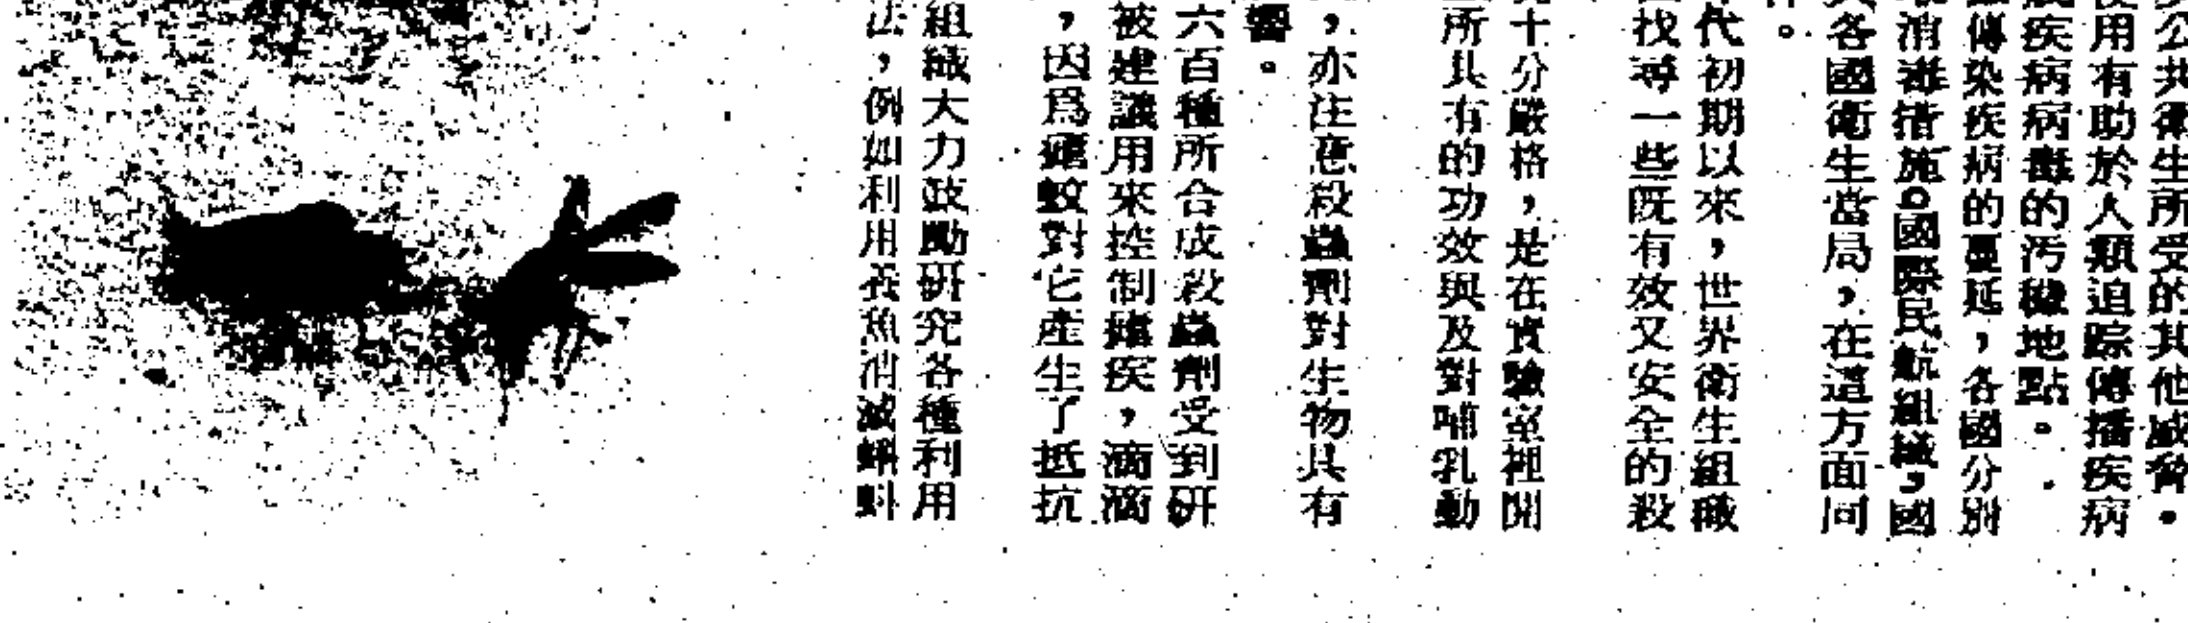 公共衞生所受的其他威脅。
使用有助於人類追踪傳播疾病
疾病病毒的汚穢地點。
傳染疾病的蔓延，各國分別
消毒措施。國際民航組織，國
各國衞生當局，在這方面同
。
代初期以來，世界衞生組織
找尋一些既有效又安全的殺
十分嚴格，是在實驗室裡開
所具有的功效與及對哺乳動
，亦注意殺蟲劑對生物具有
響。
六百種所合成殺蟲劑受到研
被建議用來控制瘧疾，滴滴
，因爲瘧蚊對它產生了抵抗
組織大力鼓勵研究各種利用
法，例如利用養魚消滅蝌蚪